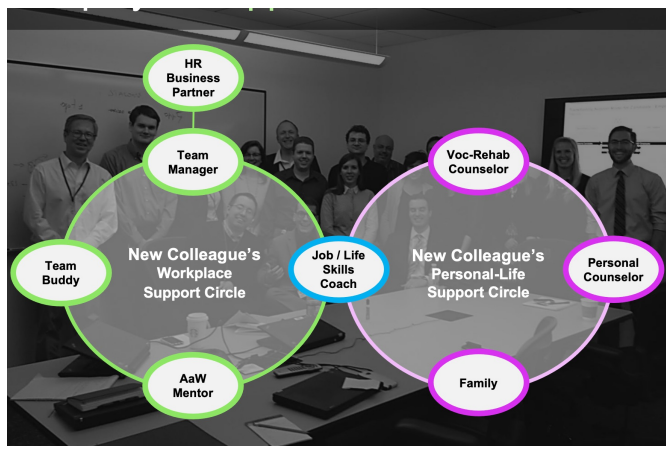 HR
Business
Partner
Team
Manager
Voc-Rehab
Counselor
Team
Buddy
New Colleague's
Workplace
Support Circle
Job / Life
Skills
Coach
New Colleague's
Personal-Life
Support Circle
Personal
Counselor
AaW
Mentor
Family